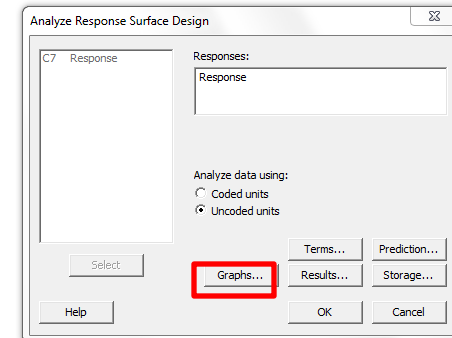 Analyze Response Surface Design
C7 Response
Responses:
Response
Analyze data using:
Coded units
Uncoded units
Terms... Prediction...
Select
Graphs... Results... Storage...
Help OK Cancel